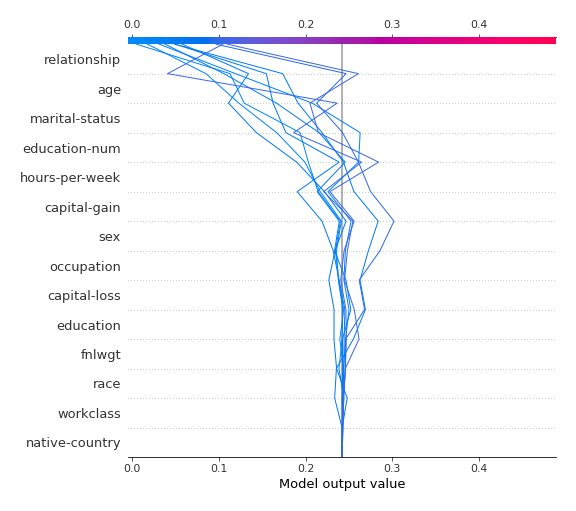 0.0 0.1 0.2 0.3 0.4
relationship
age
marital-status
education-num
hours-per-week
capital-gain
sex
occupation
capital-loss
education
fnlwgt
race
workclass
native-country
0.0 0.1 0.2 0.3 0.4
Model output value